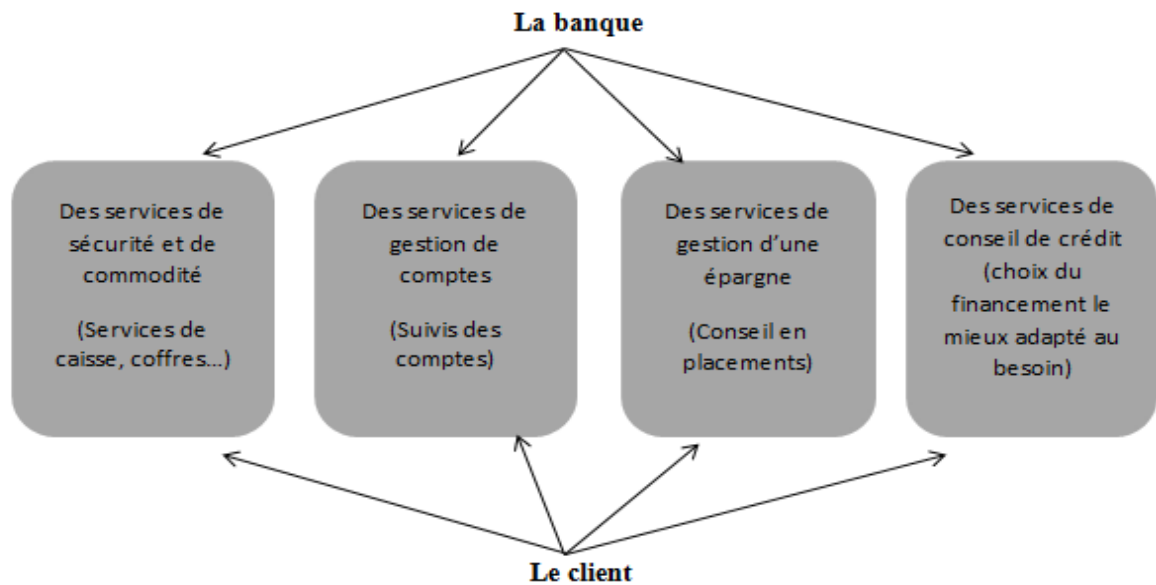 La banque
Des services de
sécurité et de
commodité
(Services de
caisse, coffres...)
Des services de
gestion de
comptes
(Suivis des
comptes)
Des services de
gestion d’une
épargne
(Conseil en
placements)
Des services de
conseil de crédit
(choix du
financement le
mieux adapté au
besoin)
Le client